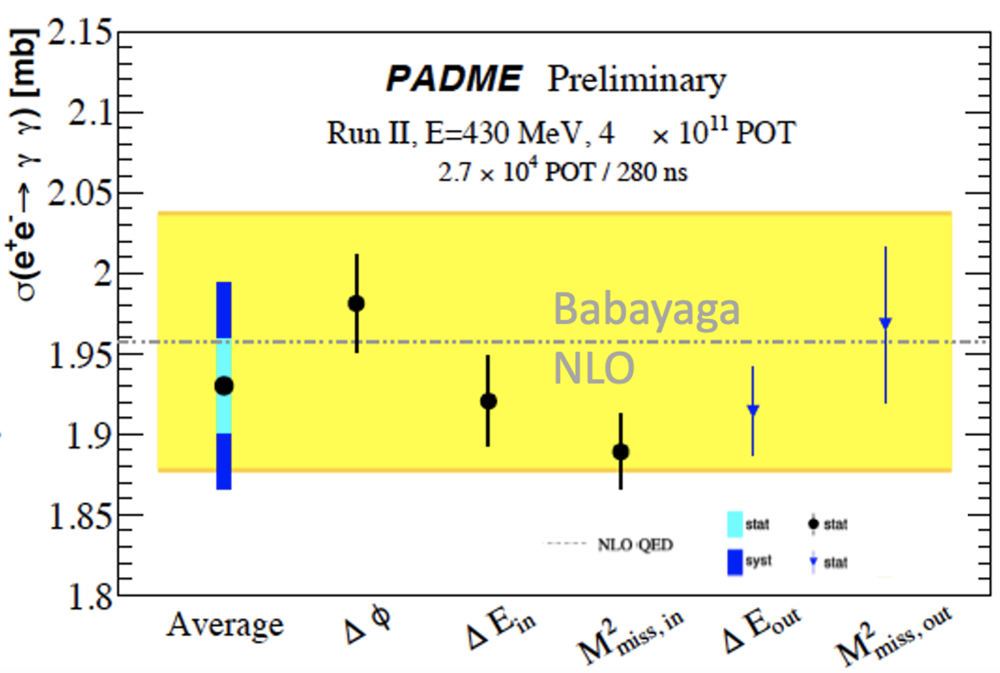 σ(e⁺e⁻→ γ γ) [mb]
2.15
2.1
2.05
2
1.95
1.9
1.85
1.8
PADME Preliminary
Run II, E=430 MeV, 4 × 10¹¹ POT
2.7 × 10⁴ POT / 280 ns
Babayaga
NLO
NLO QED
stat
stat
syst
stat
Average
Δ ϕ
Δ E_in
M²_miss, in
Δ E_out
M²_miss, out